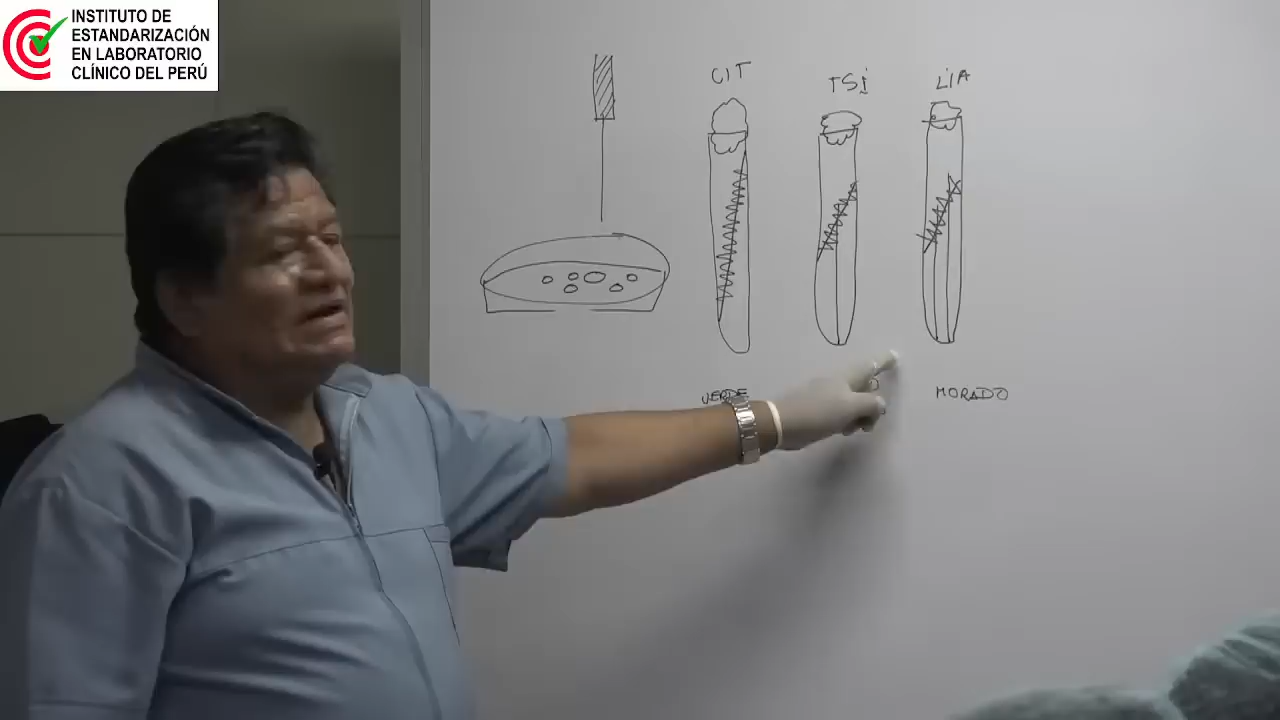 INSTITUTO DE
ESTANDARIZACIÓN
EN LABORATORIO
CLÍNICO DEL PERÚ
CIT TSi LiA
VERDE MORADO